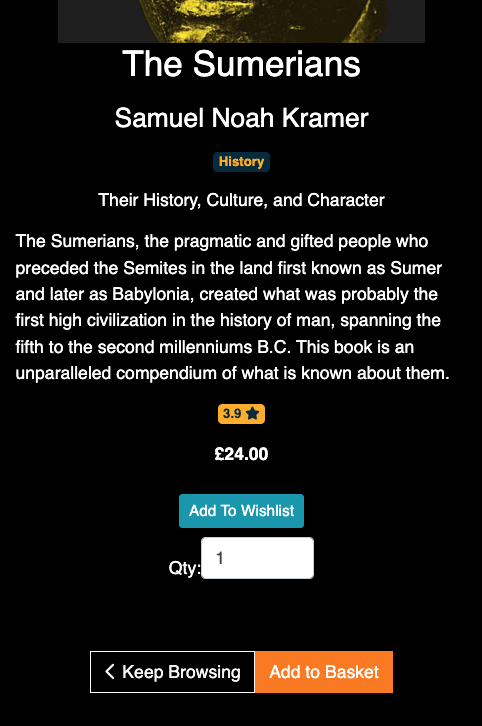 The Sumerians
Samuel Noah Kramer
History
Their History, Culture, and Character
The Sumerians, the pragmatic and gifted people who
preceded the Semites in the land first known as Sumer
and later as Babylonia, created what was probably the
first high civilization in the history of man, spanning the
fifth to the second millenniums B.C. This book is an
unparalleled compendium of what is known about them.
3.9
£24.00
Add To Wishlist
Qty: 1
Keep Browsing Add to Basket